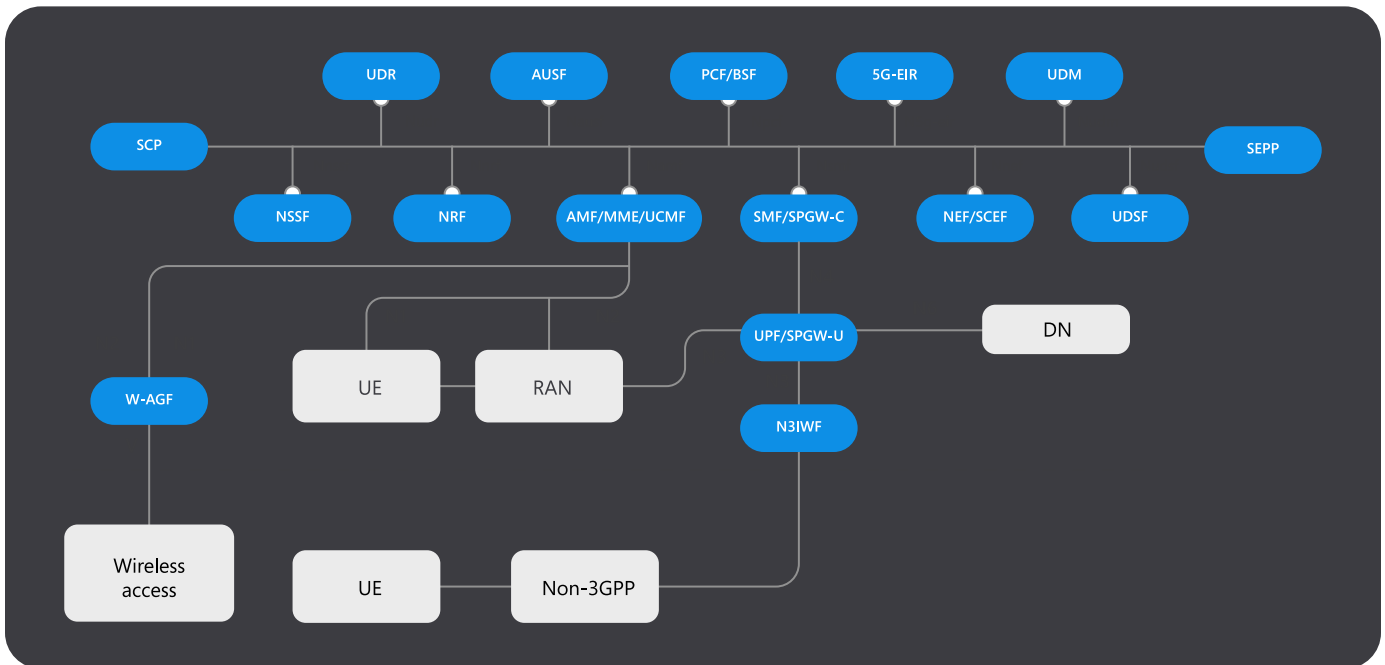 UDR
AUSF
PCF/BSF
5G-EIR
UDM
SCP
SEPP
NSSF
NRF
AMF/MME/UCMF
SMF/SPGW-C
NEF/SCEF
UDSF
UPF/SPGW-U
DN
UE
RAN
W-AGF
N3IWF
Wireless
access
UE
Non-3GPP